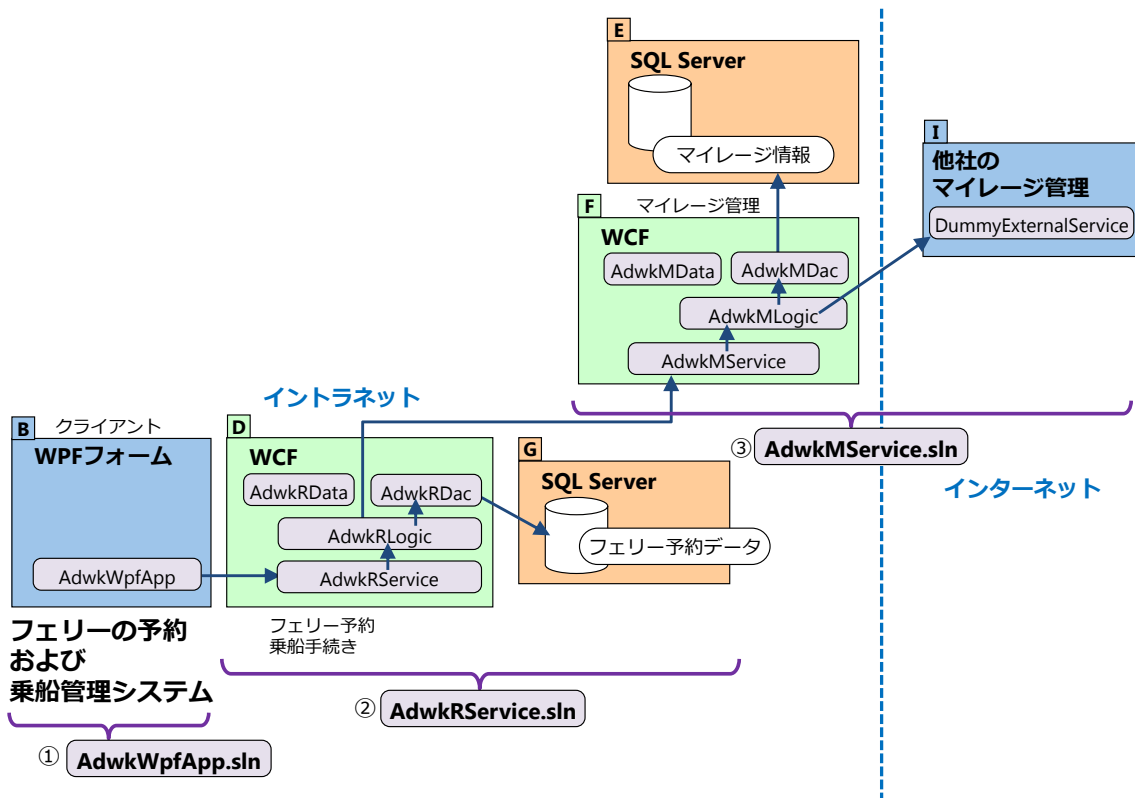 E
SQL Server
マイレージ情報
I
他社の
マイレージ管理
DummyExternalService
F
マイレージ管理
WCF
AdwkMData
AdwkMDac
AdwkMLogic
AdwkMService
イントラネット
B
クライアント
WPFフォーム
AdwkWpfApp
D
WCF
AdwkRData
AdwkRDac
AdwkRLogic
AdwkRService
G
SQL Server
フェリー予約データ
③
AdwkMService.sln
インターネット
フェリーの予約
および
乗船管理システム
フェリー予約
乗船手続き
②
AdwkRService.sln
①
AdwkWpfApp.sln